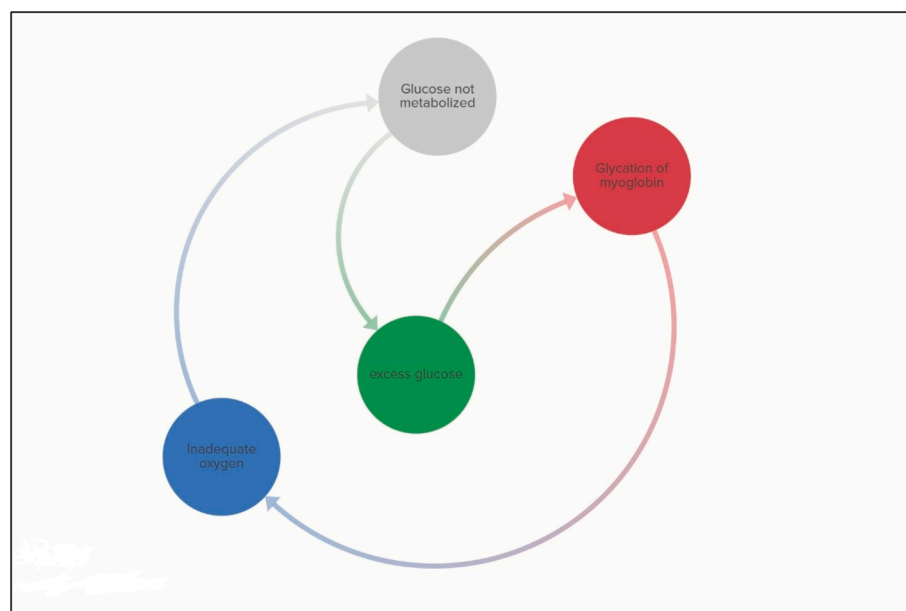 Glucose not
metabolized
Glycation of
myoglobin
excess glucose
Inadequate
oxygen